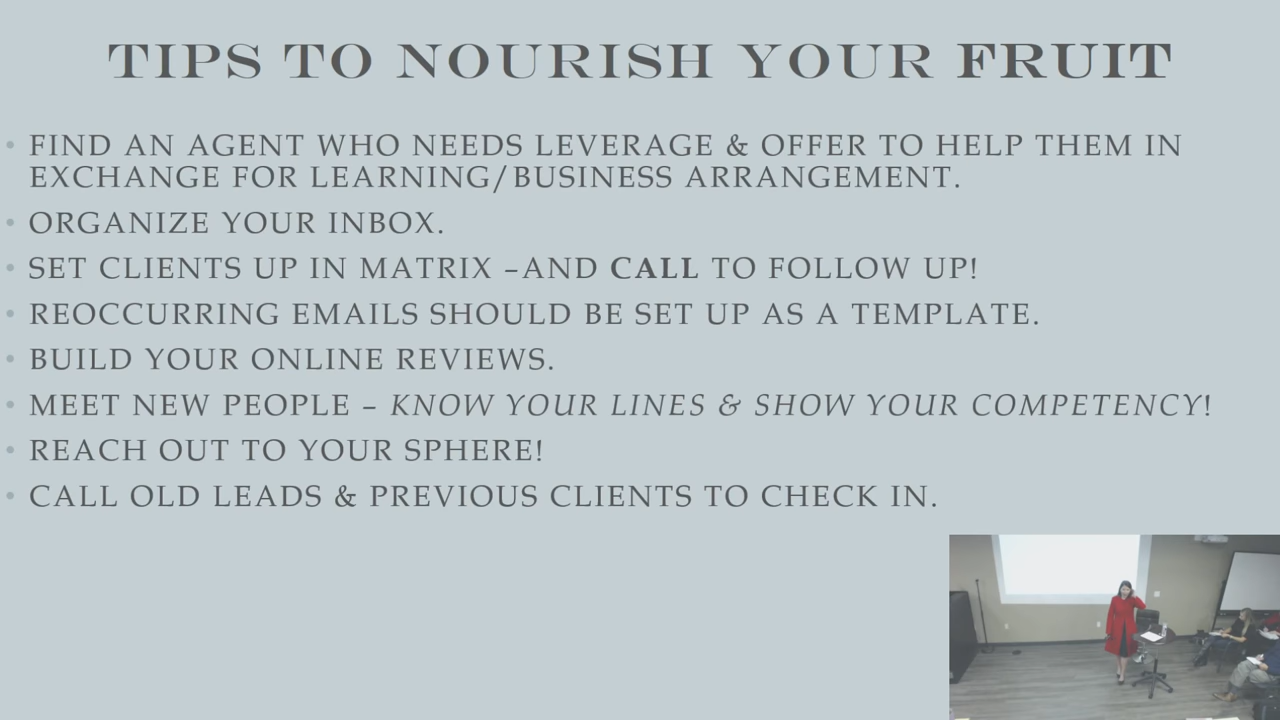 TIPS TO NOURISH YOUR FRUIT
• FIND AN AGENT WHO NEEDS LEVERAGE & OFFER TO HELP THEM IN
EXCHANGE FOR LEARNING/BUSINESS ARRANGEMENT.
• ORGANIZE YOUR INBOX.
• SET CLIENTS UP IN MATRIX –AND CALL TO FOLLOW UP!
• REOCCURRING EMAILS SHOULD BE SET UP AS A TEMPLATE.
• BUILD YOUR ONLINE REVIEWS.
• MEET NEW PEOPLE – KNOW YOUR LINES & SHOW YOUR COMPETENCY!
• REACH OUT TO YOUR SPHERE!
• CALL OLD LEADS & PREVIOUS CLIENTS TO CHECK IN.